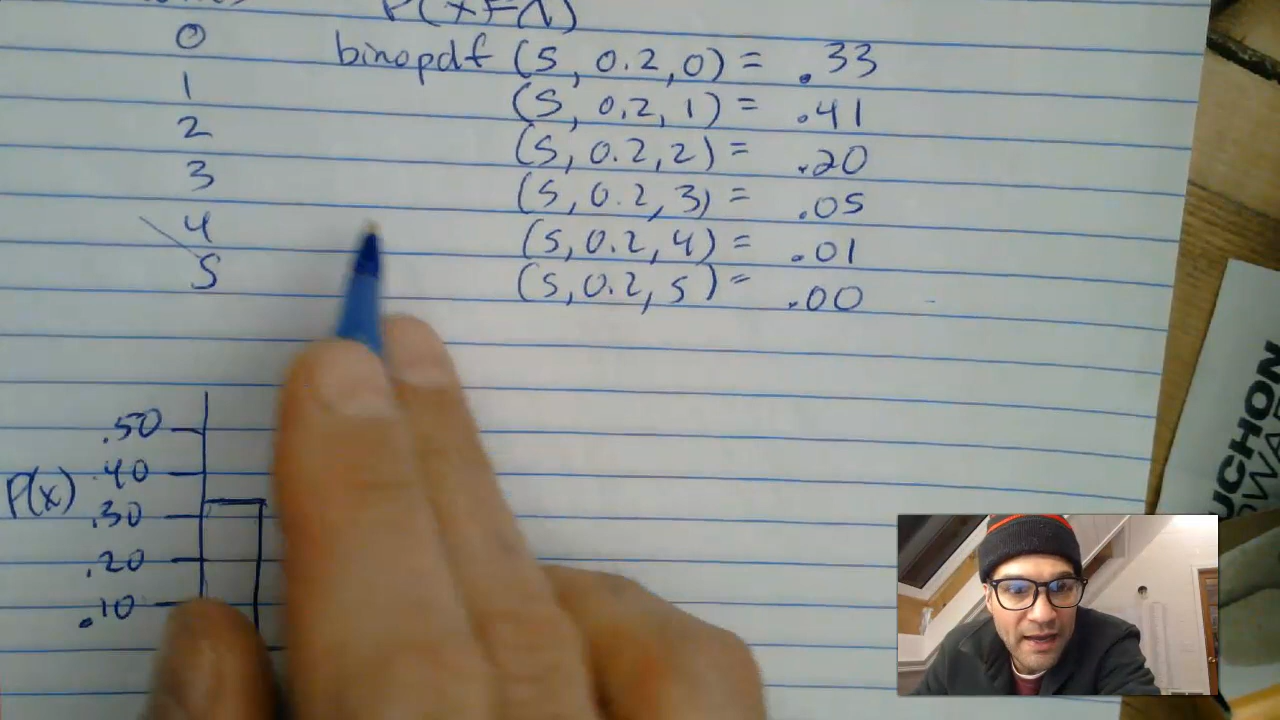 P(x)=
0 binopdf (5, 0.2, 0) = .33
1 (5, 0.2, 1) = .41
2 (5, 0.2, 2) = .20
3 (5, 0.2, 3) = .05
4 (5, 0.2, 4) = .01
5 (5, 0.2, 5) = .00
.50
.40
P(x)
.30
.20
.10
UCHON